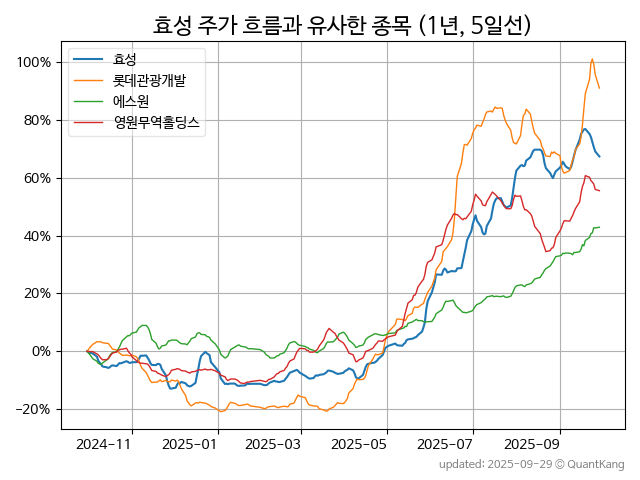 효성 주가 흐름과 유사한 종목 (1년, 5일선)
효성
롯데관광개발
에스원
영원무역홀딩스
100%
80%
60%
40%
20%
0%
−20%
2024-11 2025-01 2025-03 2025-05 2025-07 2025-09
updated: 2025-09-29 © QuantKang